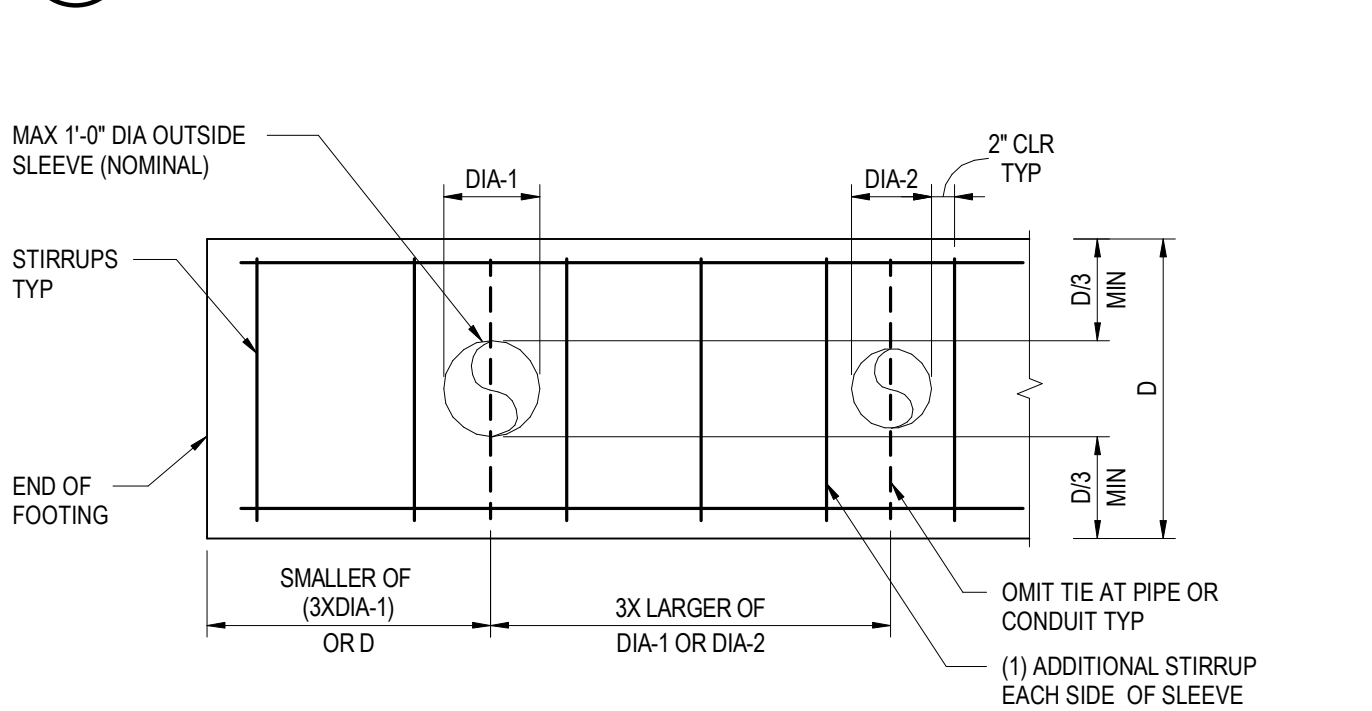 MAX 1'-0" DIA OUTSIDE
SLEEVE (NOMINAL)
DIA-1
DIA-2
2" CLR
TYP
STIRRUPS
TYP
D/3
MIN
D
D/3
MIN
END OF
FOOTING
SMALLER OF
(3XDIA-1)
OR D
3X LARGER OF
DIA-1 OR DIA-2
OMIT TIE AT PIPE OR
CONDUIT TYP
(1) ADDITIONAL STIRRUP
EACH SIDE OF SLEEVE